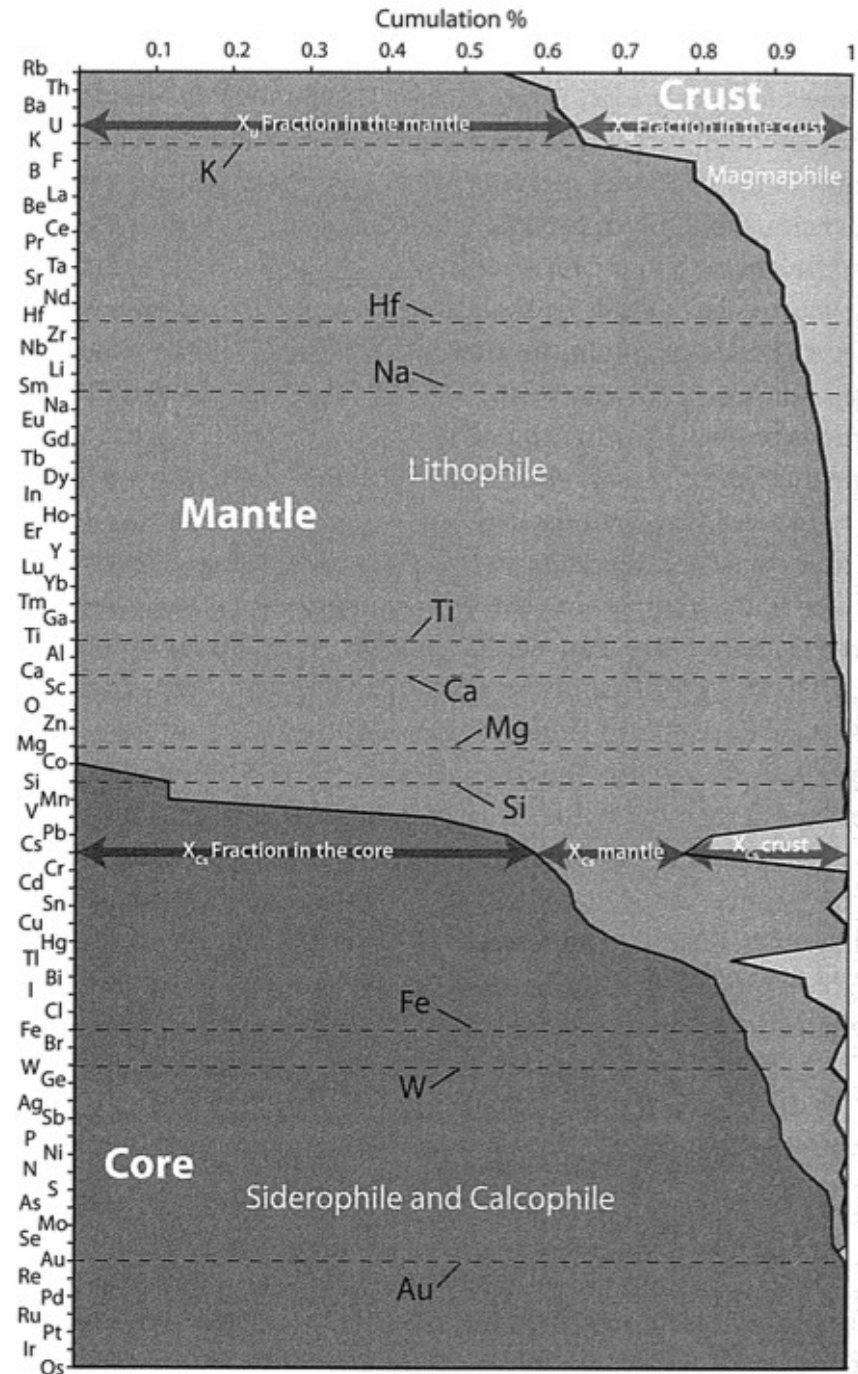 Cumulation %
0.1 0.2 0.3 0.4 0.5 0.6 0.7 0.8 0.9 1
Rb
Th
Ba
U
K
F
B
La
Be
Ce
Pr
Ta
Sr
Nd
Hf
Zr
Nb
Li
Sm
Na
Eu
Gd
Tb
Dy
In
Ho
Er
Y
Lu
Yb
Tm
Ga
Ti
Al
Ca
Sc
O
Zn
Mg
Co
Si
Mn
V
Pb
Cs
Cr
Cd
Sn
Cu
Hg
Tl
Bi
I
Cl
Fe
Br
W
Ge
Ag
Sb
P
Ni
N
S
As
Mo
Se
Au
Re
Pd
Ru
Pt
Ir
Os
Crust
XU Fraction in the mantle
XU Fraction in the crust
K
Magmaphile
Hf
Na
Lithophile
Mantle
Ti
Ca
Mg
Si
XCs Fraction in the core
XCs mantle
XCs crust
Fe
W
Core
Siderophile and Calcophile
Au